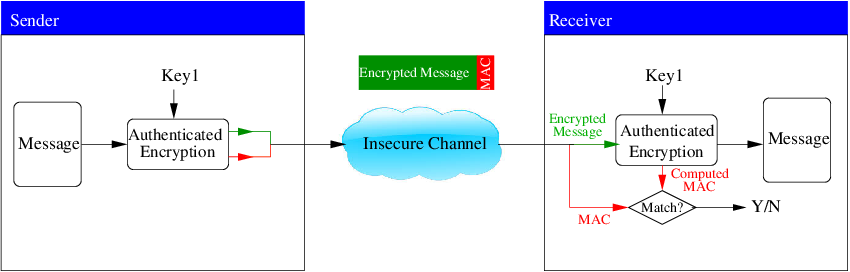 Sender
Receiver
Encrypted Message
MAC
Key1
Message
Authenticated
Encryption
Insecure Channel
Key1
Encrypted
Message
Authenticated
Encryption
Message
Computed
MAC
MAC
Match?
Y/N